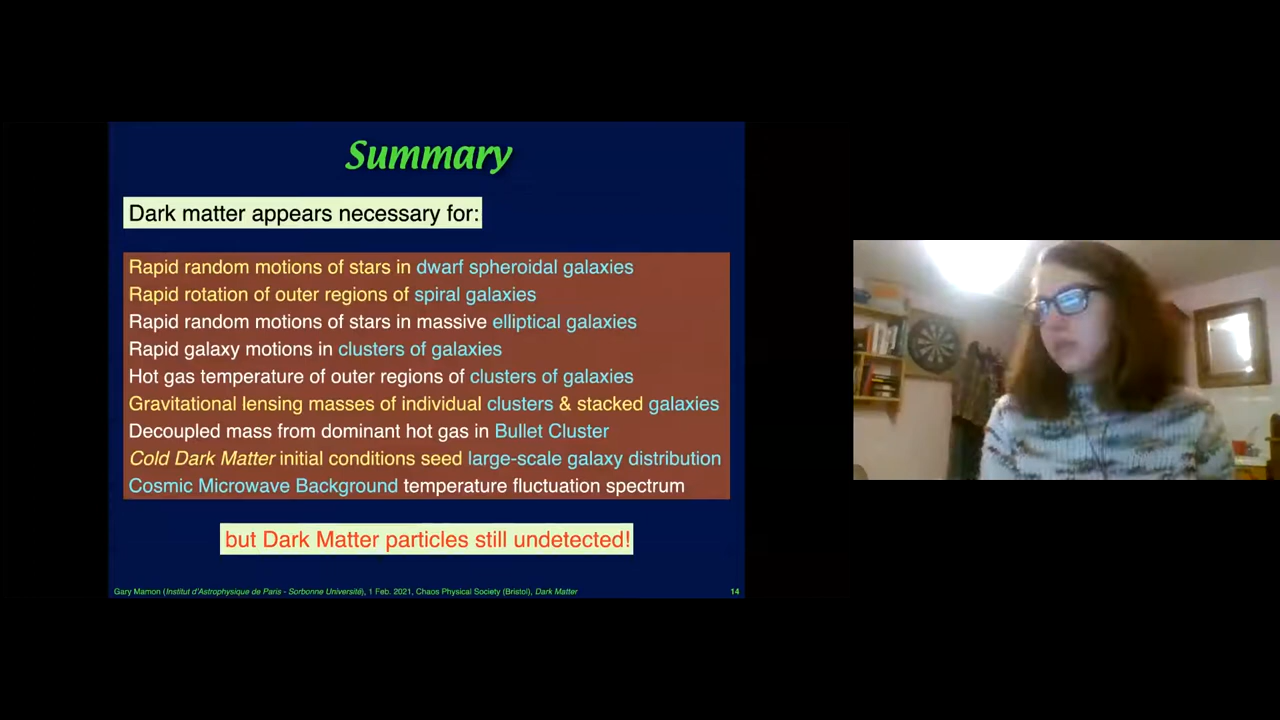 Summary
Dark matter appears necessary for:
Rapid random motions of stars in dwarf spheroidal galaxies
Rapid rotation of outer regions of spiral galaxies
Rapid random motions of stars in massive elliptical galaxies
Rapid galaxy motions in clusters of galaxies
Hot gas temperature of outer regions of clusters of galaxies
Gravitational lensing masses of individual clusters & stacked galaxies
Decoupled mass from dominant hot gas in Bullet Cluster
Cold Dark Matter initial conditions seed large-scale galaxy distribution
Cosmic Microwave Background temperature fluctuation spectrum
but Dark Matter particles still undetected!
Gary Mamon (Institut d'Astrophysique de Paris - Sorbonne Université), 1 Feb. 2021, Chaos Physical Society (Bristol), Dark Matter 14